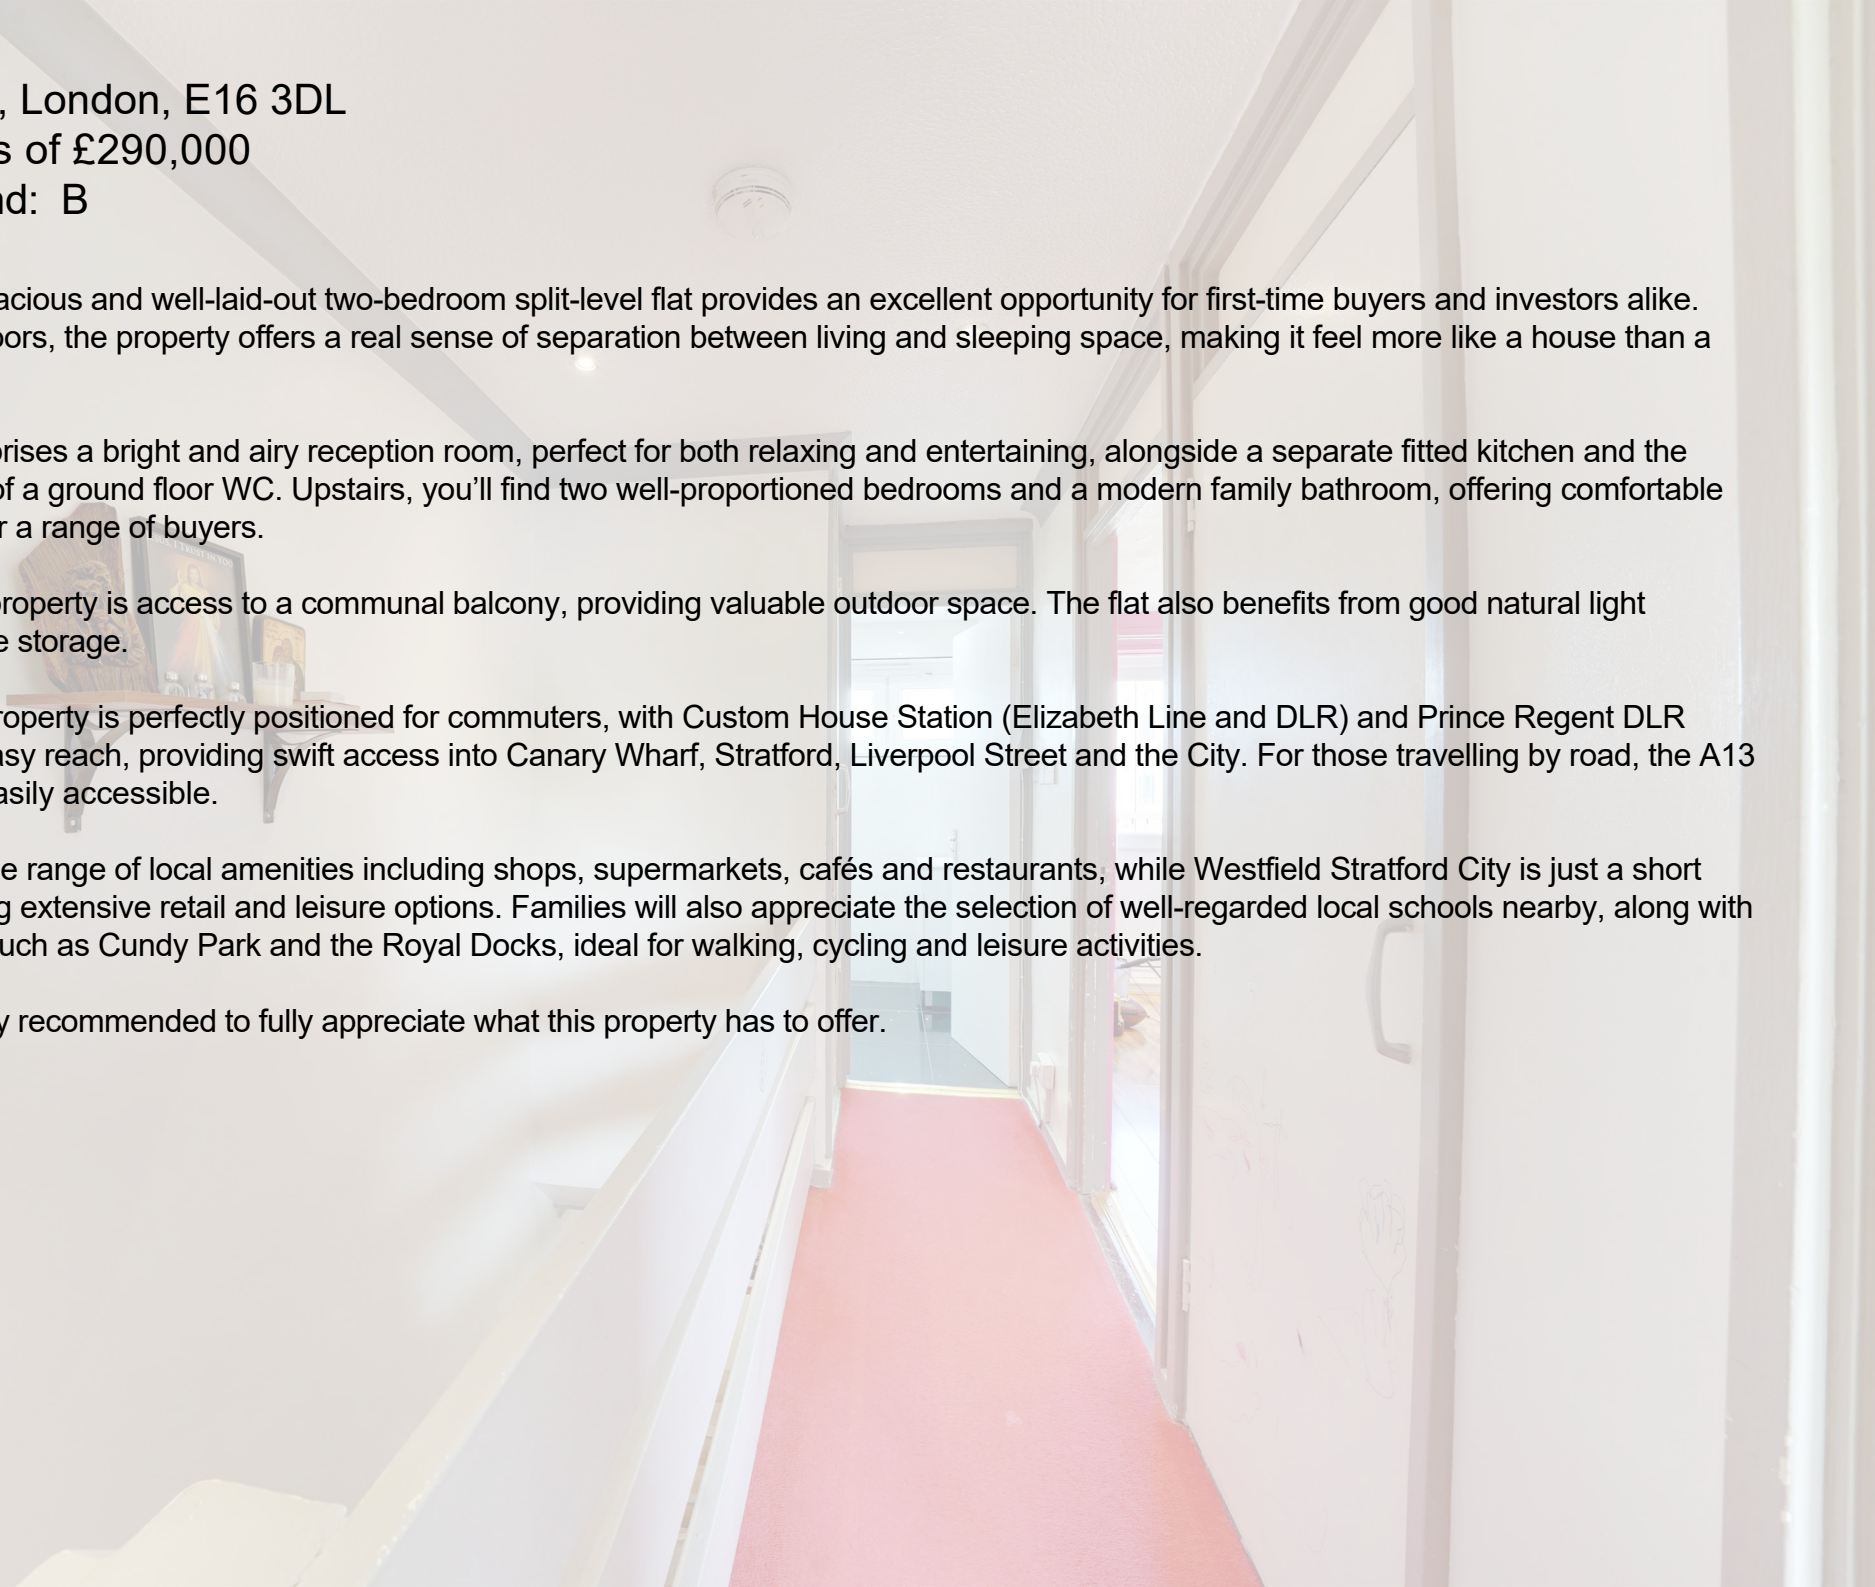 , London, E16 3DL
s of £290,000
nd: B
acious and well-laid-out two-bedroom split-level flat provides an excellent opportunity for first-time buyers and investors alike.
oors, the property offers a real sense of separation between living and sleeping space, making it feel more like a house than a
prises a bright and airy reception room, perfect for both relaxing and entertaining, alongside a separate fitted kitchen and the
of a ground floor WC. Upstairs, you’ll find two well-proportioned bedrooms and a modern family bathroom, offering comfortable
r a range of buyers.
TRUST IN YOU
property is access to a communal balcony, providing valuable outdoor space. The flat also benefits from good natural light
e storage.
roperty is perfectly positioned for commuters, with Custom House Station (Elizabeth Line and DLR) and Prince Regent DLR
asy reach, providing swift access into Canary Wharf, Stratford, Liverpool Street and the City. For those travelling by road, the A13
asily accessible.
e range of local amenities including shops, supermarkets, cafés and restaurants, while Westfield Stratford City is just a short
g extensive retail and leisure options. Families will also appreciate the selection of well-regarded local schools nearby, along with
uch as Cundy Park and the Royal Docks, ideal for walking, cycling and leisure activities.
y recommended to fully appreciate what this property has to offer.